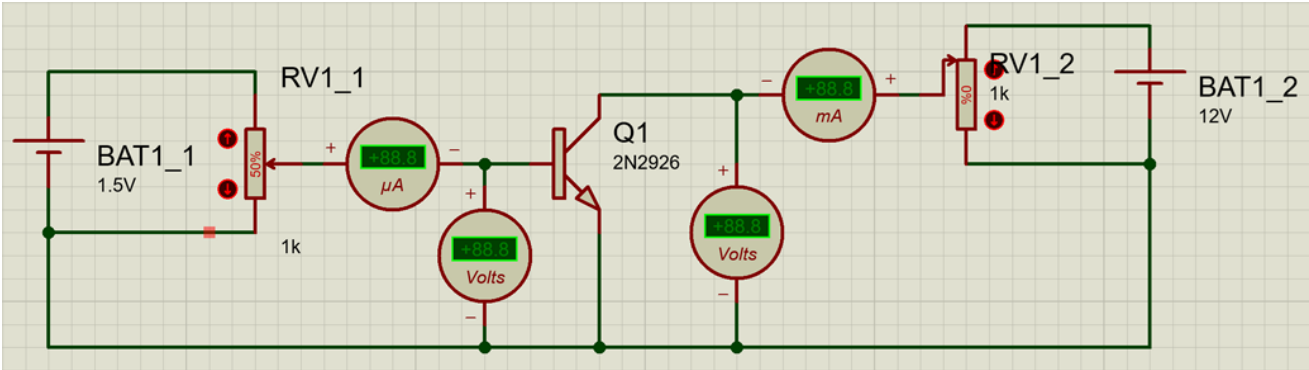 RV1_1
BAT1_1
1.5V
50%
1k
+
+88.8
µA
−
+
+88.8
Volts
−
Q1
2N2926
+
+88.8
Volts
−
−
+88.8
mA
+
RV1_2
1k
0%
BAT1_2
12V